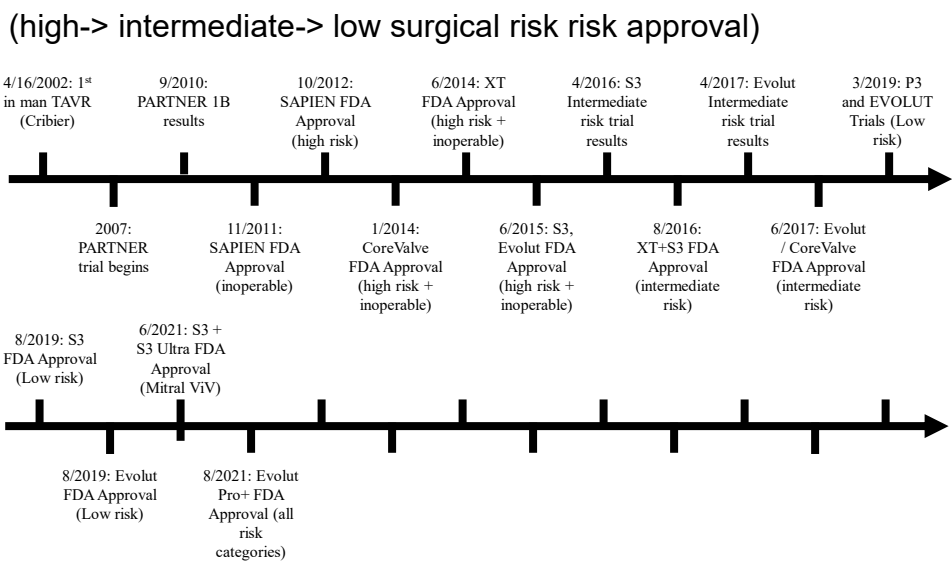 (high-> intermediate-> low surgical risk risk approval)
4/16/2002: 1st
in man TAVR
(Cribier)
9/2010:
PARTNER 1B
results
10/2012:
SAPIEN FDA
Approval
(high risk)
6/2014: XT
FDA Approval
(high risk +
inoperable)
4/2016: S3
Intermediate
risk trial
results
4/2017: Evolut
Intermediate
risk trial
results
3/2019: P3
and EVOLUT
Trials (Low
risk)
2007:
PARTNER
trial begins
11/2011:
SAPIEN FDA
Approval
(inoperable)
1/2014:
CoreValve
FDA Approval
(high risk +
inoperable)
6/2015: S3,
Evolut FDA
Approval
(high risk +
inoperable)
8/2016:
XT+S3 FDA
Approval
(intermediate
risk)
6/2017: Evolut
/ CoreValve
FDA Approval
(intermediate
risk)
8/2019: S3
FDA Approval
(Low risk)
6/2021: S3 +
S3 Ultra FDA
Approval
(Mitral ViV)
8/2019: Evolut
FDA Approval
(Low risk)
8/2021: Evolut
Pro+ FDA
Approval (all
risk
categories)